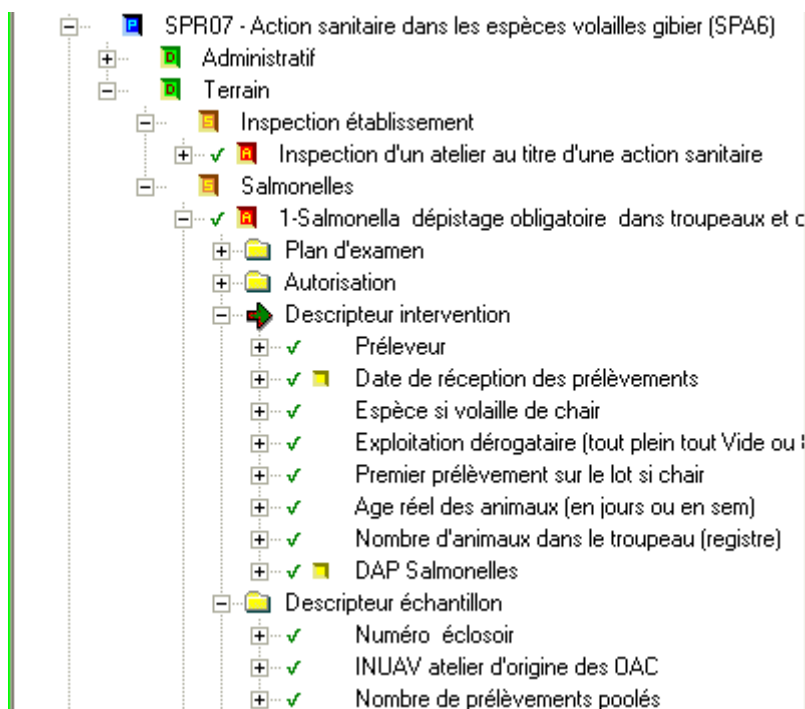 P SPR07 - Action sanitaire dans les espèces volailles gibier (SPA6)
D Administratif
D Terrain
S Inspection établissement
A Inspection d'un atelier au titre d'une action sanitaire
S Salmonelles
A 1-Salmonella dépistage obligatoire dans troupeaux et c
Plan d'examen
Autorisation
Descripteur intervention
Préleveur
Date de réception des prélèvements
Espèce si volaille de chair
Exploitation dérogataire (tout plein tout Vide ou
Premier prélèvement sur le lot si chair
Age réel des animaux (en jours ou en sem)
Nombre d'animaux dans le troupeau (registre)
DAP Salmonelles
Descripteur échantillon
Numéro éclosoir
INUAV atelier d'origine des OAC
Nombre de prélèvements poolés